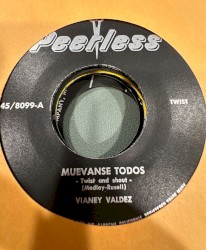 Peerless
45/8099-A
TWIST
MUEVANSE TODOS
- Twist and shout -
(Medley-Rusell)
VIANEY VALDEZ